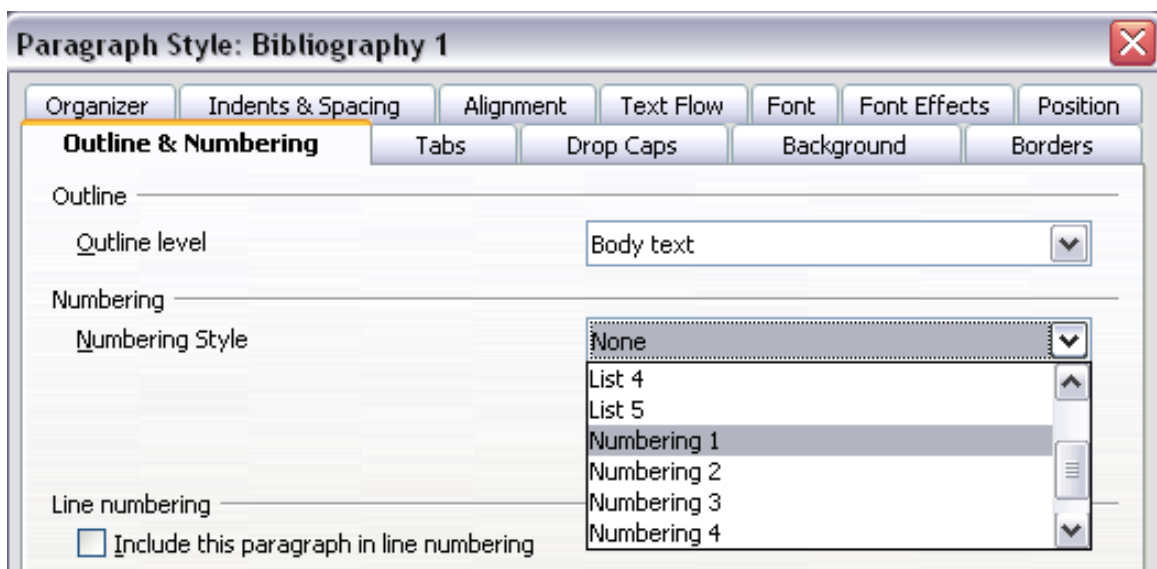 Paragraph Style: Bibliography 1
Organizer Indents & Spacing Alignment Text Flow Font Font Effects Position
Outline & Numbering Tabs Drop Caps Background Borders
Outline
Outline level Body text
Numbering
Numbering Style None
List 4
List 5
Numbering 1
Numbering 2
Numbering 3
Line numbering
Numbering 4
Include this paragraph in line numbering